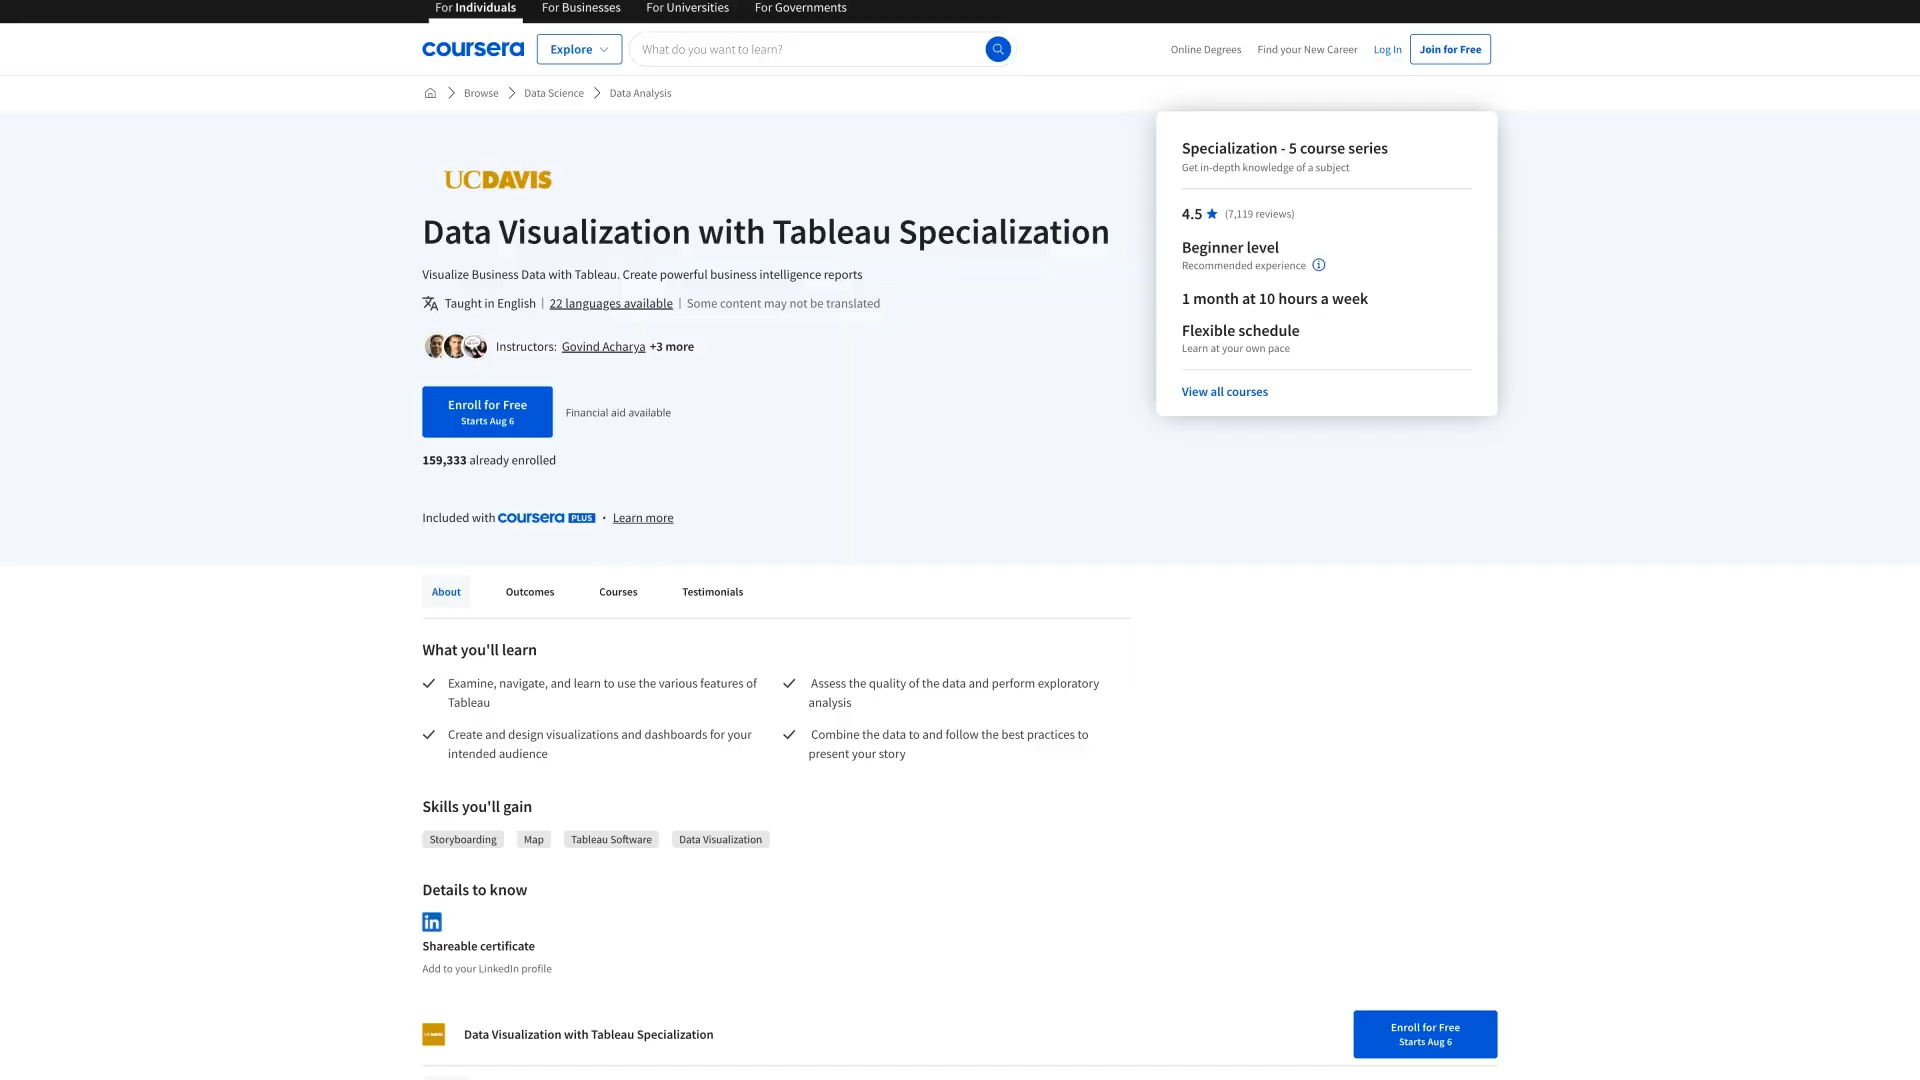 For Individuals
For Businesses
For Universities
For Governments
coursera
Explore
What do you want to learn?
Online Degrees
Find your New Career
Log In
Join for Free
Browse
Data Science
Data Analysis
UCDAVIS
Data Visualization with Tableau Specialization
Visualize Business Data with Tableau. Create powerful business intelligence reports
Taught in English | 22 languages available | Some content may not be translated
Instructors: Govind Acharya +3 more
Enroll for Free
Starts Aug 6
Financial aid available
159,333 already enrolled
Included with coursera PLUS • Learn more
Specialization - 5 course series
Get in-depth knowledge of a subject
4.5 ★ (7,119 reviews)
Beginner level
Recommended experience
1 month at 10 hours a week
Flexible schedule
Learn at your own pace
View all courses
About
Outcomes
Courses
Testimonials
What you'll learn
Examine, navigate, and learn to use the various features of
Tableau
Assess the quality of the data and perform exploratory
analysis
Create and design visualizations and dashboards for your
intended audience
Combine the data to and follow the best practices to
present your story
Skills you'll gain
Storyboarding
Map
Tableau Software
Data Visualization
Details to know
in
Shareable certificate
Add to your LinkedIn profile
UCDAVIS
Data Visualization with Tableau Specialization
Enroll for Free
Starts Aug 6